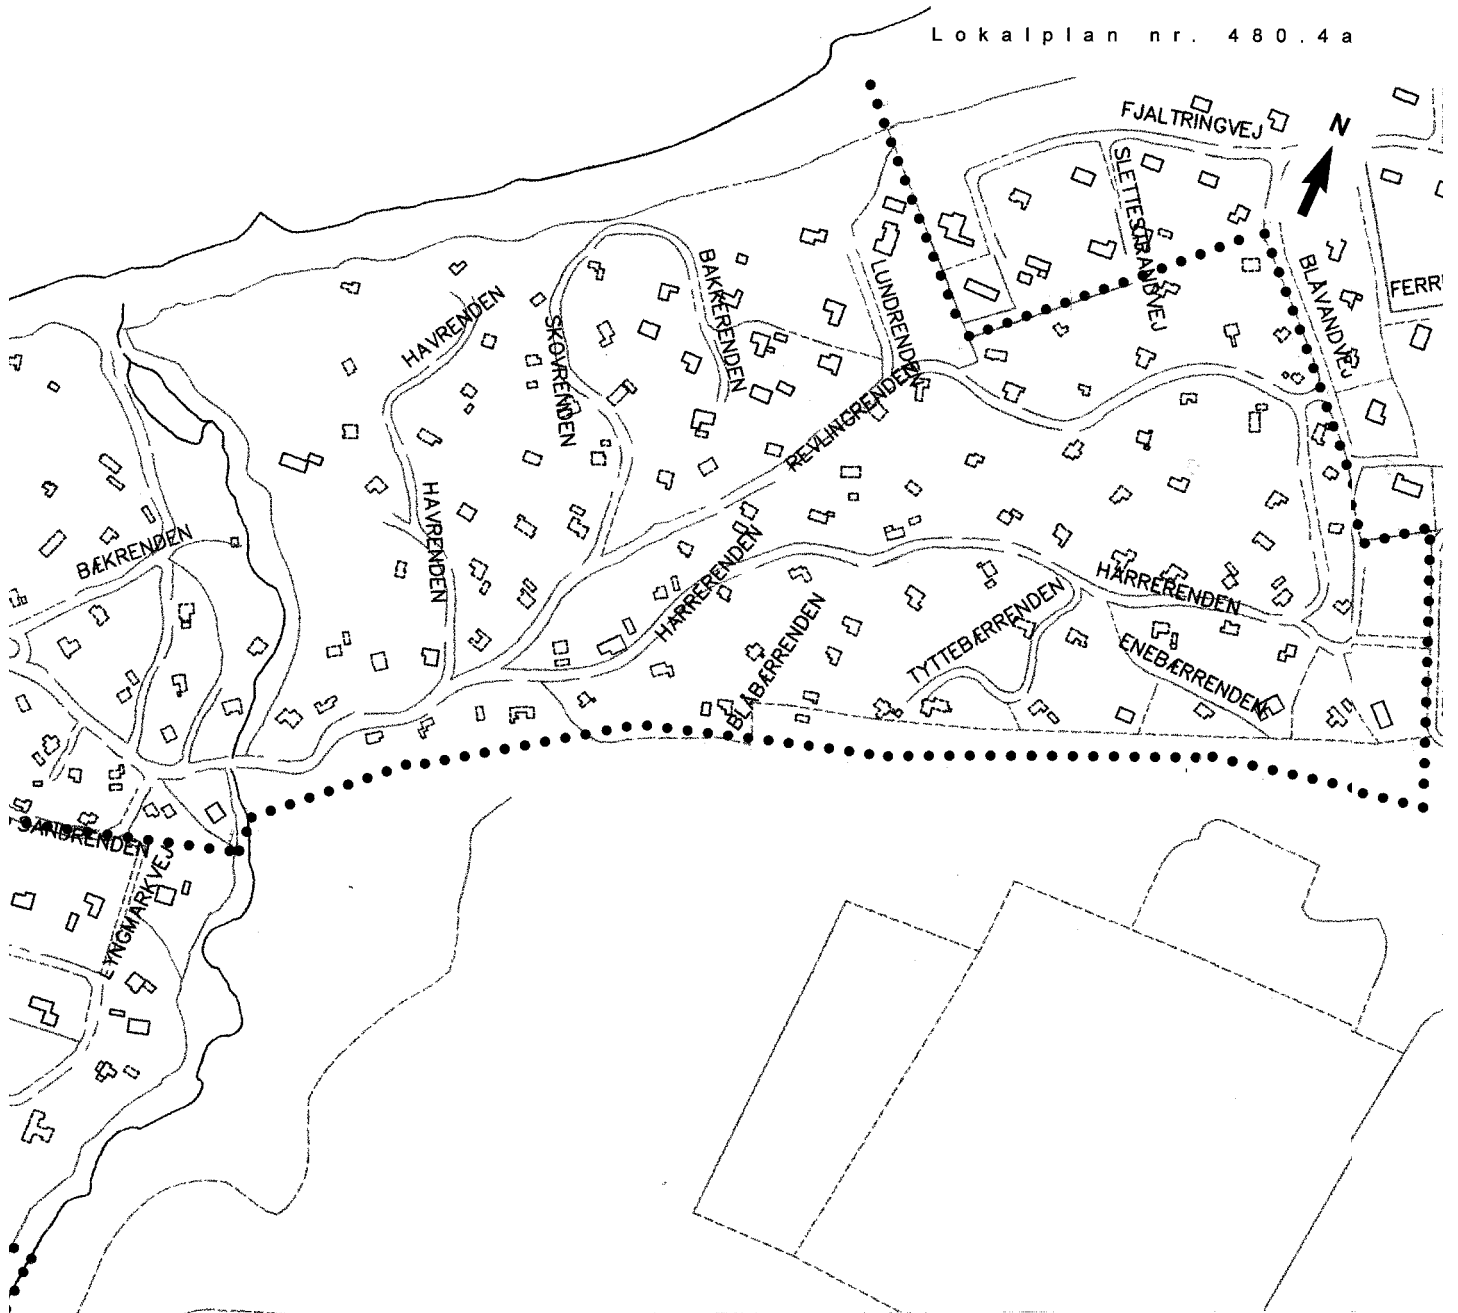 Lokalplan nr. 480.4a
FJALTRINGVEJ
N
SLETTESTRANDVEJ
BLÅVANDVEJ
FERR
LUNDRENDEN
BAKKERENDEN
HAVRENDEN
SKOVRENDEN
REVLINGRENDEN
HAVRENDEN
BÆKRENDEN
HARRERENDEN
HARRERENDEN
TYTTEBÆRRENDEN
BLÅBÆRRENDEN
ENEBÆRRENDEN
SANDRENDEN
LYNGMARKVEJ